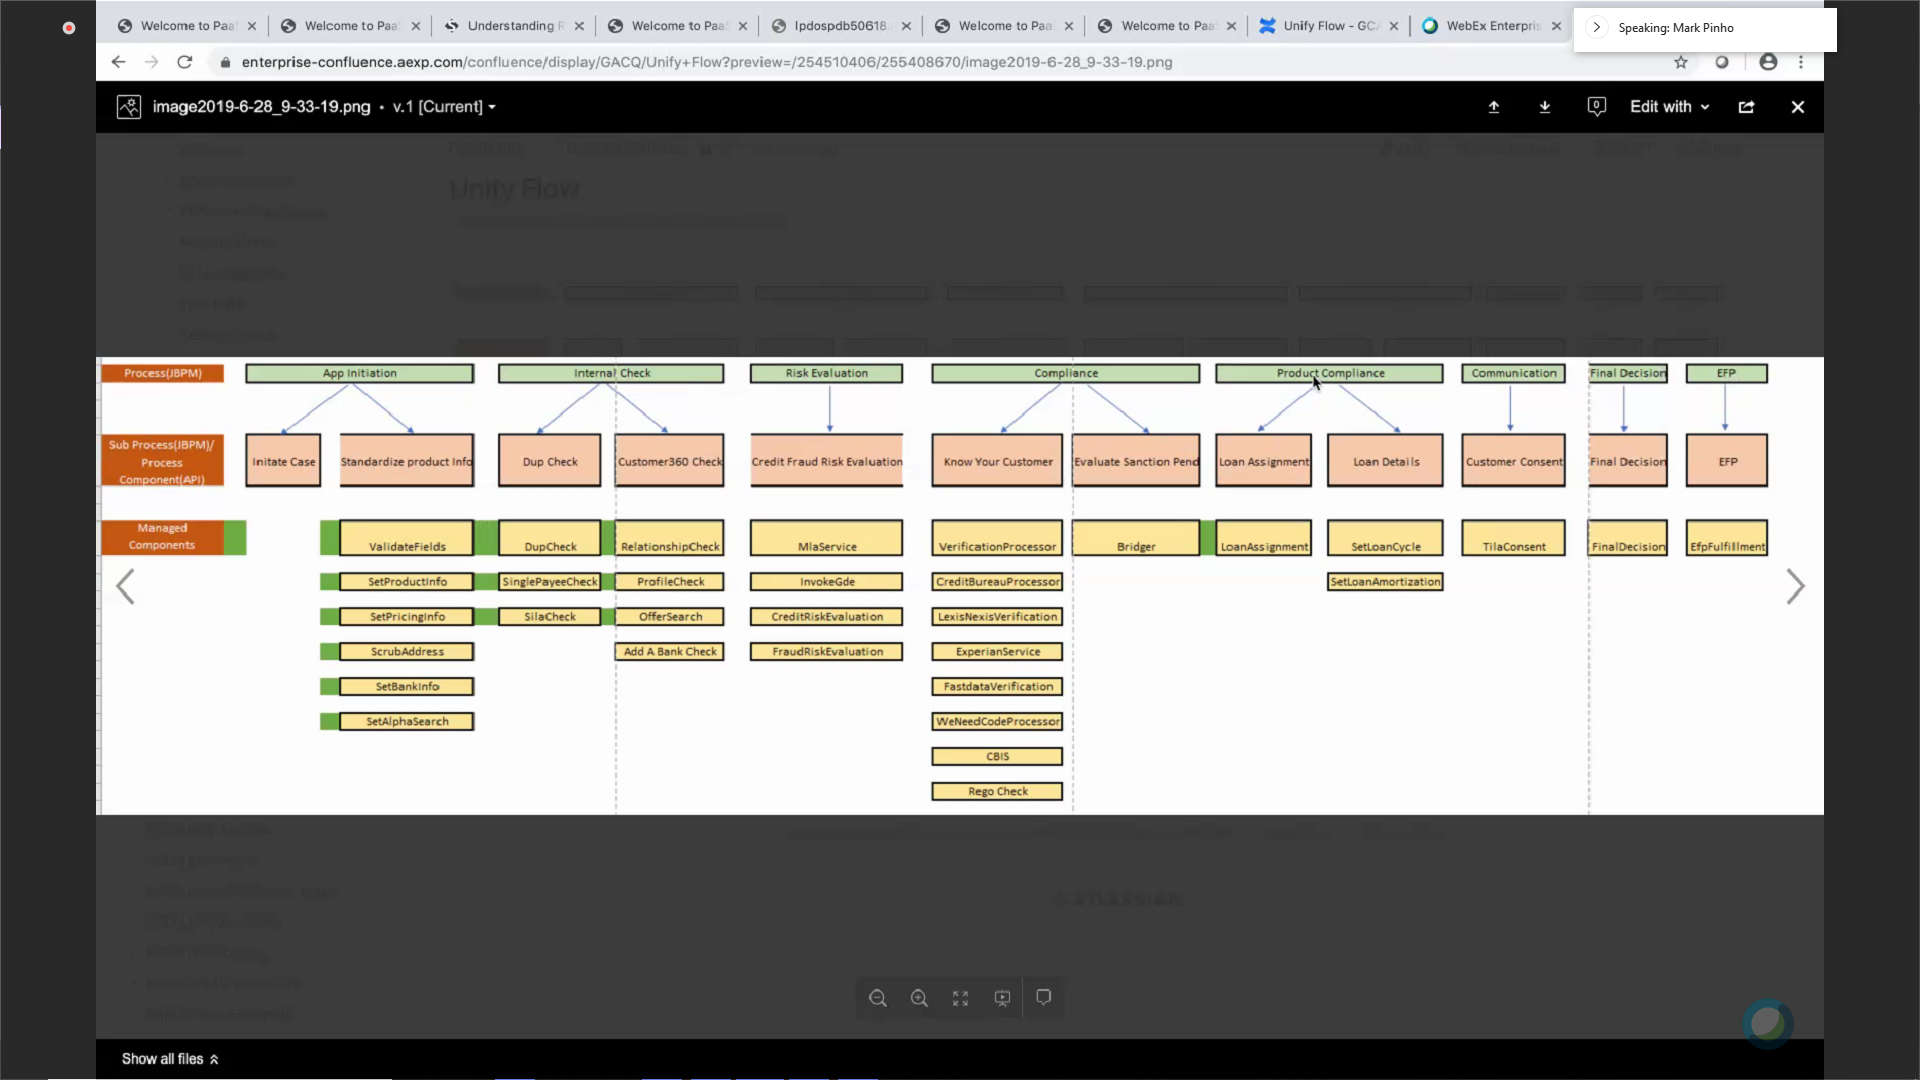 Welcome to Paa
Welcome to Paa
Understanding
Welcome to Paa
lpdospdb50618.
Welcome to Paa
Welcome to Paa
Unify Flow - GCA
WebEx Enterpris
Speaking: Mark Pinho
enterprise-confluence.aexp.com/confluence/display/GACQ/Unify+Flow?preview=/254510406/255408670/image2019-6-28_9-33-19.png
image2019-6-28_9-33-19.png • v.1 [Current]
0
Edit with
Unify Flow
Process(JBPM)
App Initiation
Internal Check
Risk Evaluation
Compliance
Product Compliance
Communication
Final Decision
EFP
Sub Process(JBPM)/
Process
Component(API)
Initate Case
Standardize product Info
Dup Check
Customer360 Check
Credit Fraud Risk Evaluation
Know Your Customer
Evaluate Sanction Pend
Loan Assignment
Loan Details
Customer Consent
Final Decision
EFP
Managed
Components
ValidateFields
DupCheck
RelationshipCheck
MlaService
VerificationProcessor
Bridger
LoanAssignment
SetLoanCycle
TilaConsent
FinalDecision
EfpFulfillment
SetProductInfo
SinglePayeeCheck
ProfileCheck
InvokeGde
CreditBureauProcessor
SetLoanAmortization
SetPricingInfo
SilaCheck
OfferSearch
CreditRiskEvaluation
LexisNexisVerification
ScrubAddress
Add A Bank Check
FraudRiskEvaluation
ExperianService
SetBankInfo
FastdataVerification
SetAlphaSearch
WeNeedCodeProcessor
CBIS
Rego Check
ATLASSIAN
Show all files